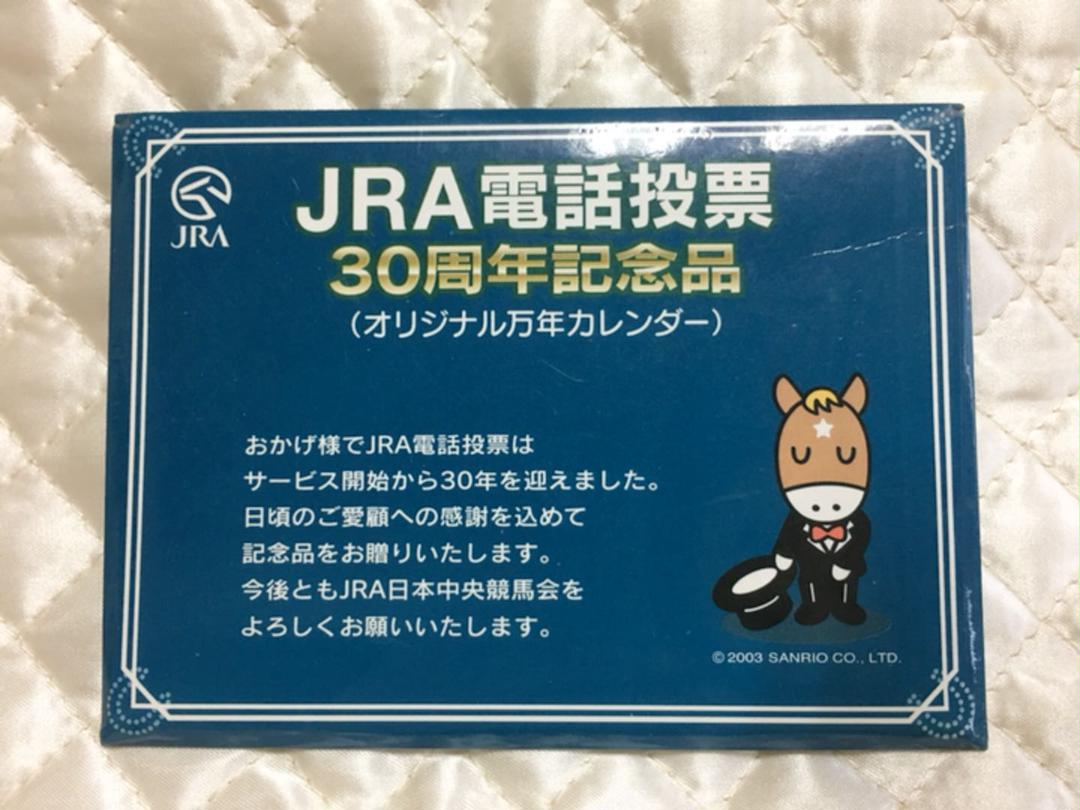 JRA
JRA電話投票
30周年記念品
（オリジナル万年カレンダー）
おかげ様でJRA電話投票は
サービス開始から30年を迎えました。
日頃のご愛顧への感謝を込めて
記念品をお贈りいたします。
今後ともJRA日本中央競馬会を
よろしくお願いいたします。
©2003 SANRIO CO., LTD.